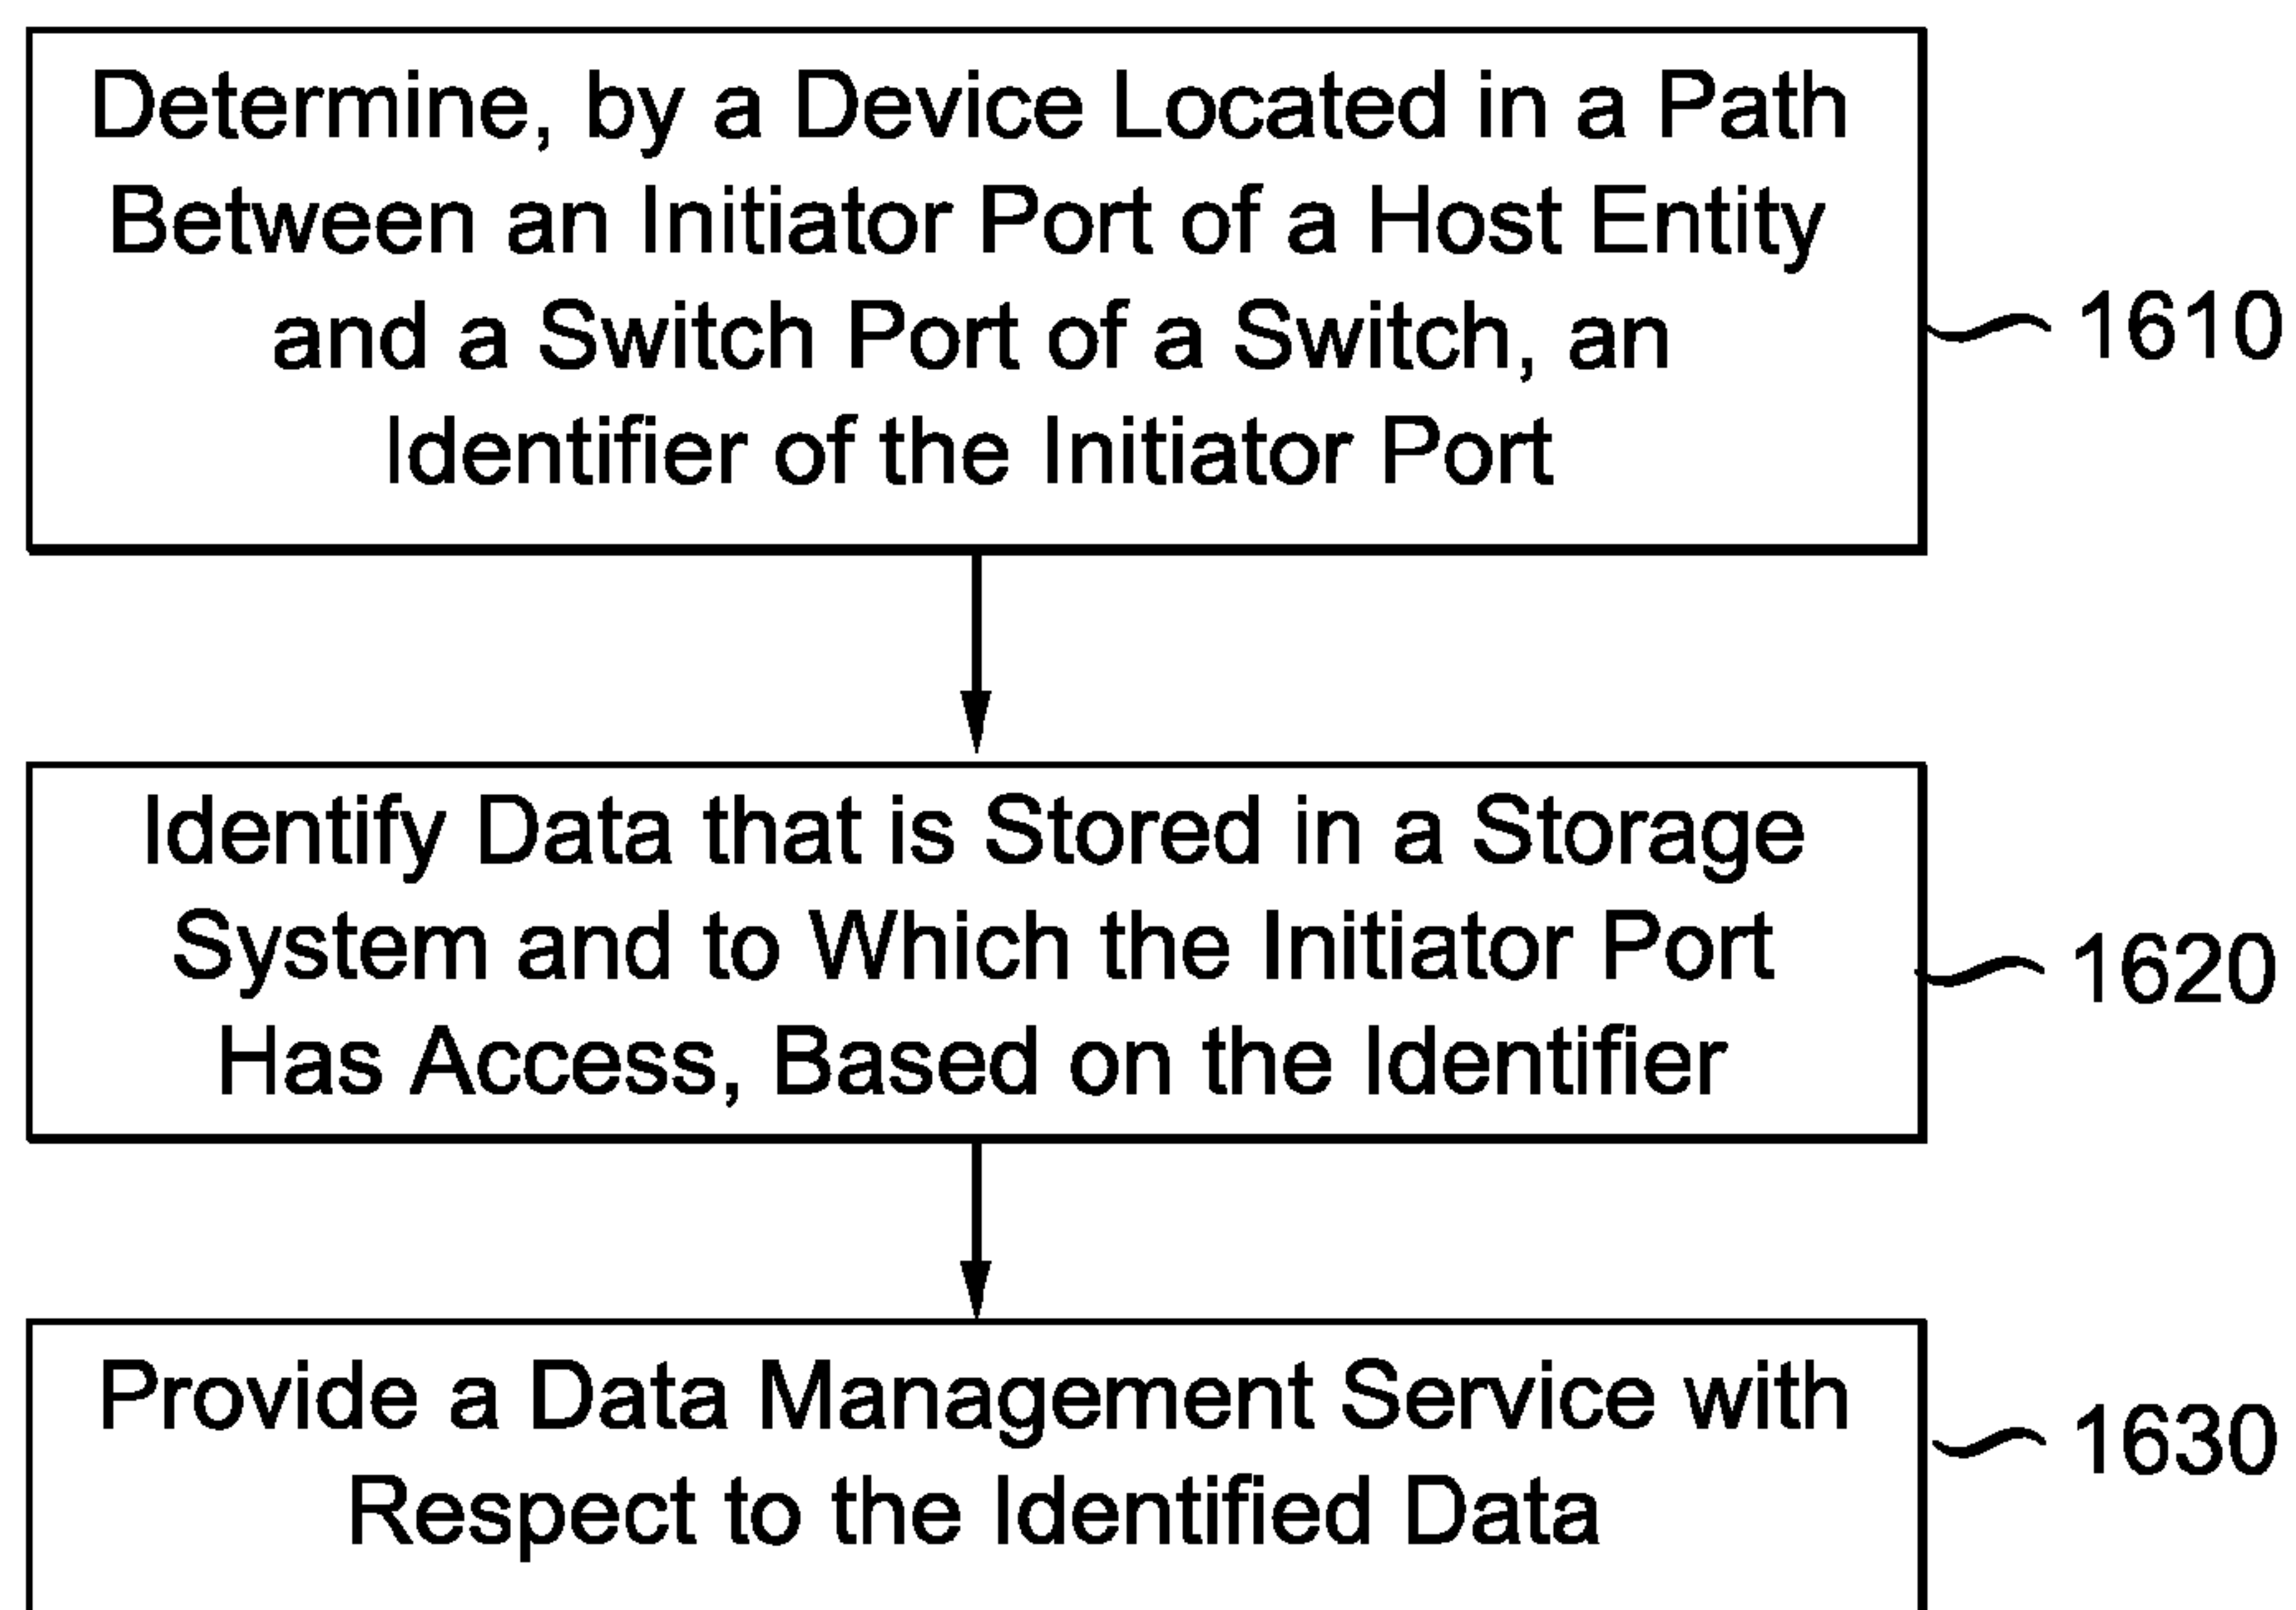 Determine, by a Device Located in a Path
Between an Initiator Port of a Host Entity
and a Switch Port of a Switch, an
Identifier of the Initiator Port
1610
Identify Data that is Stored in a Storage
System and to Which the Initiator Port
Has Access, Based on the Identifier
1620
Provide a Data Management Service with
Respect to the Identified Data
1630